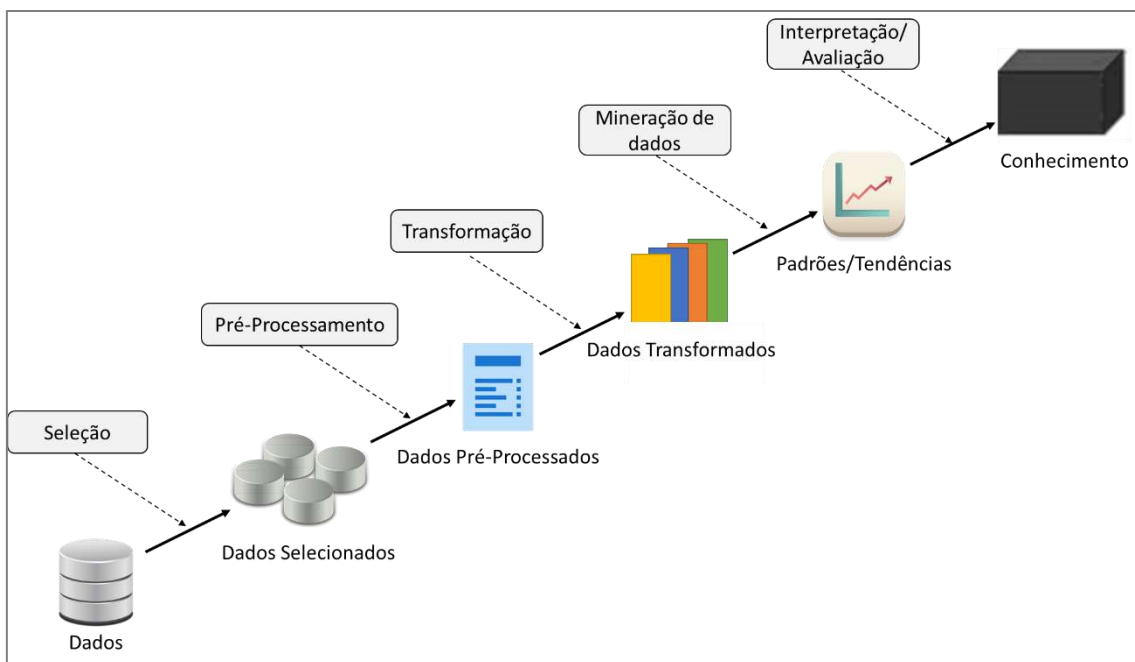 Interpretação/
Avaliação
Conhecimento
Mineração de
dados
Padrões/Tendências
Transformação
Dados Transformados
Pré-Processamento
Dados Pré-Processados
Seleção
Dados Selecionados
Dados